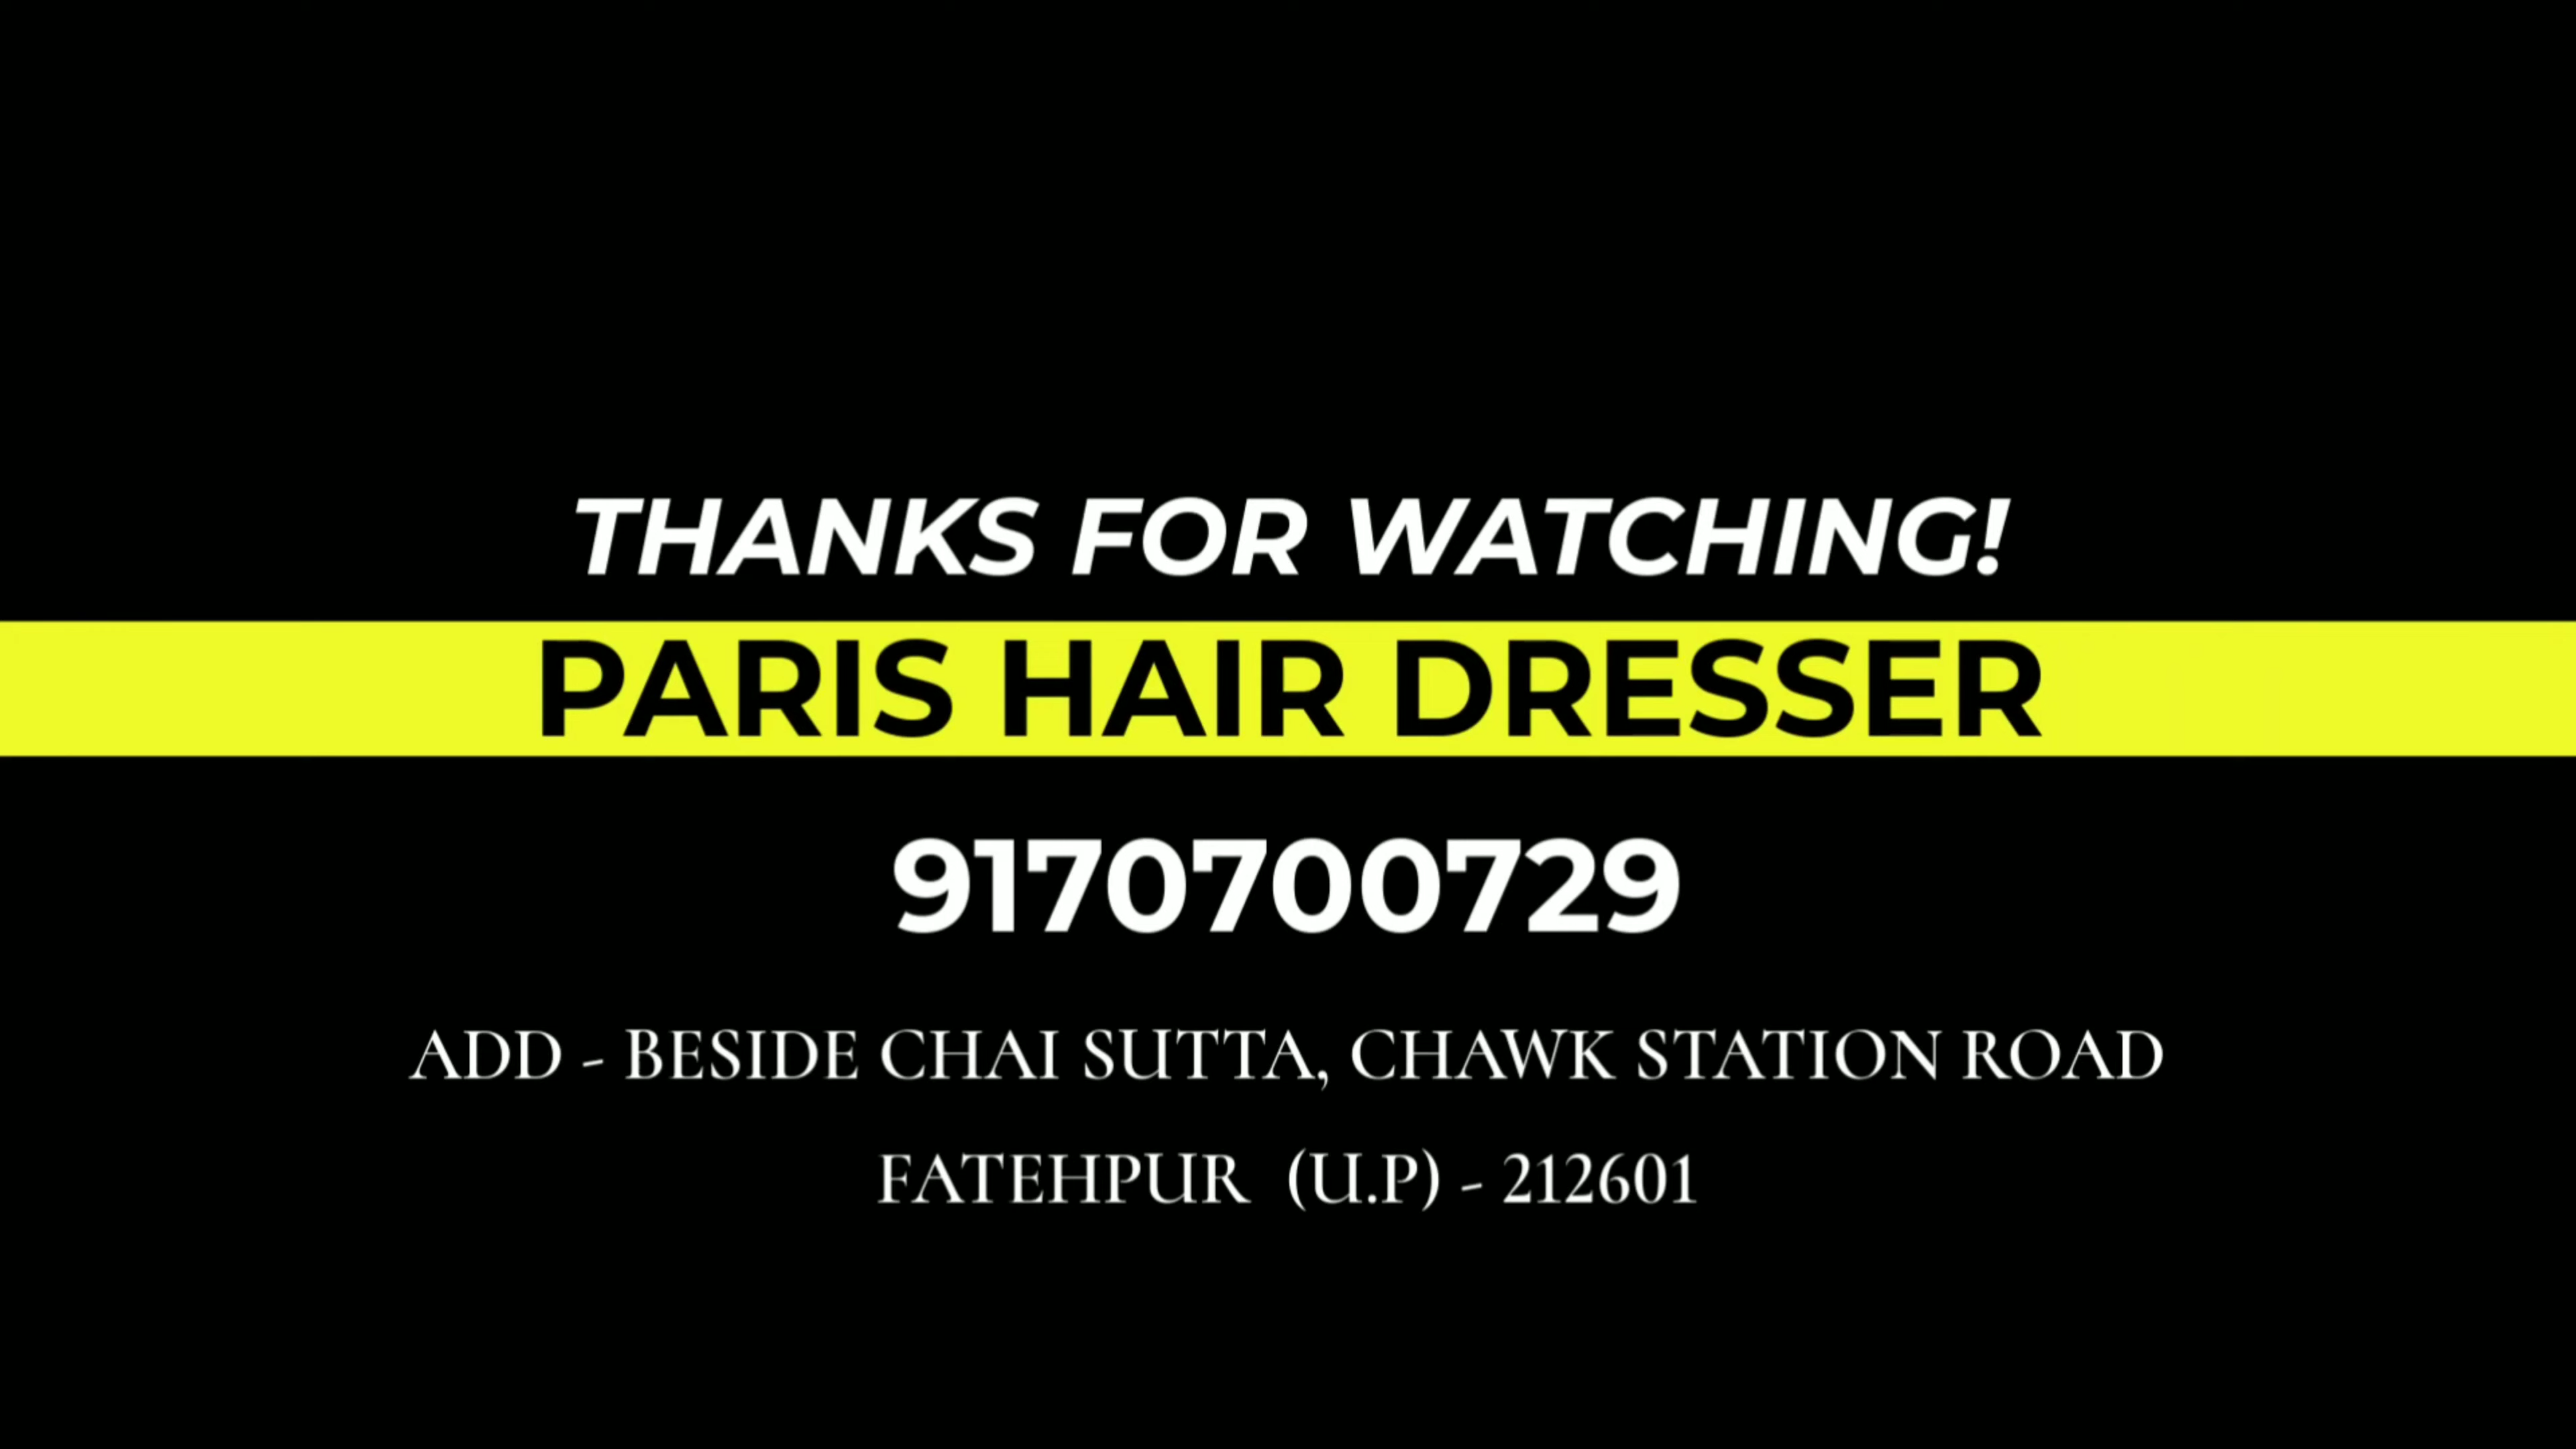 THANKS FOR WATCHING!
PARIS HAIR DRESSER
9170700729
ADD - BESIDE CHAI SUTTA, CHAWK STATION ROAD
FATEHPUR (U.P) - 212601